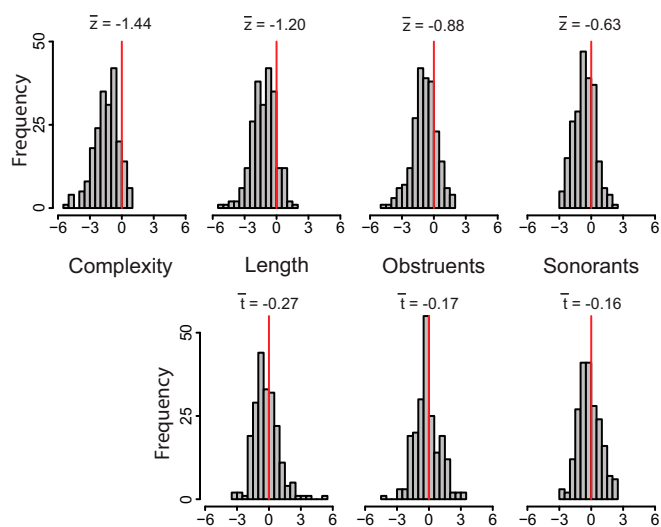 z̄ = -1.44 z̄ = -1.20 z̄ = -0.88 z̄ = -0.63
Frequency
50
25
0
−6 −3 0 3 6 −6 −3 0 3 6 −6 −3 0 3 6 −6 −3 0 3 6
Complexity Length Obstruents Sonorants
t̄ = -0.27 t̄ = -0.17 t̄ = -0.16
Frequency
50
25
0
−6 −3 0 3 6 −6 −3 0 3 6 −6 −3 0 3 6